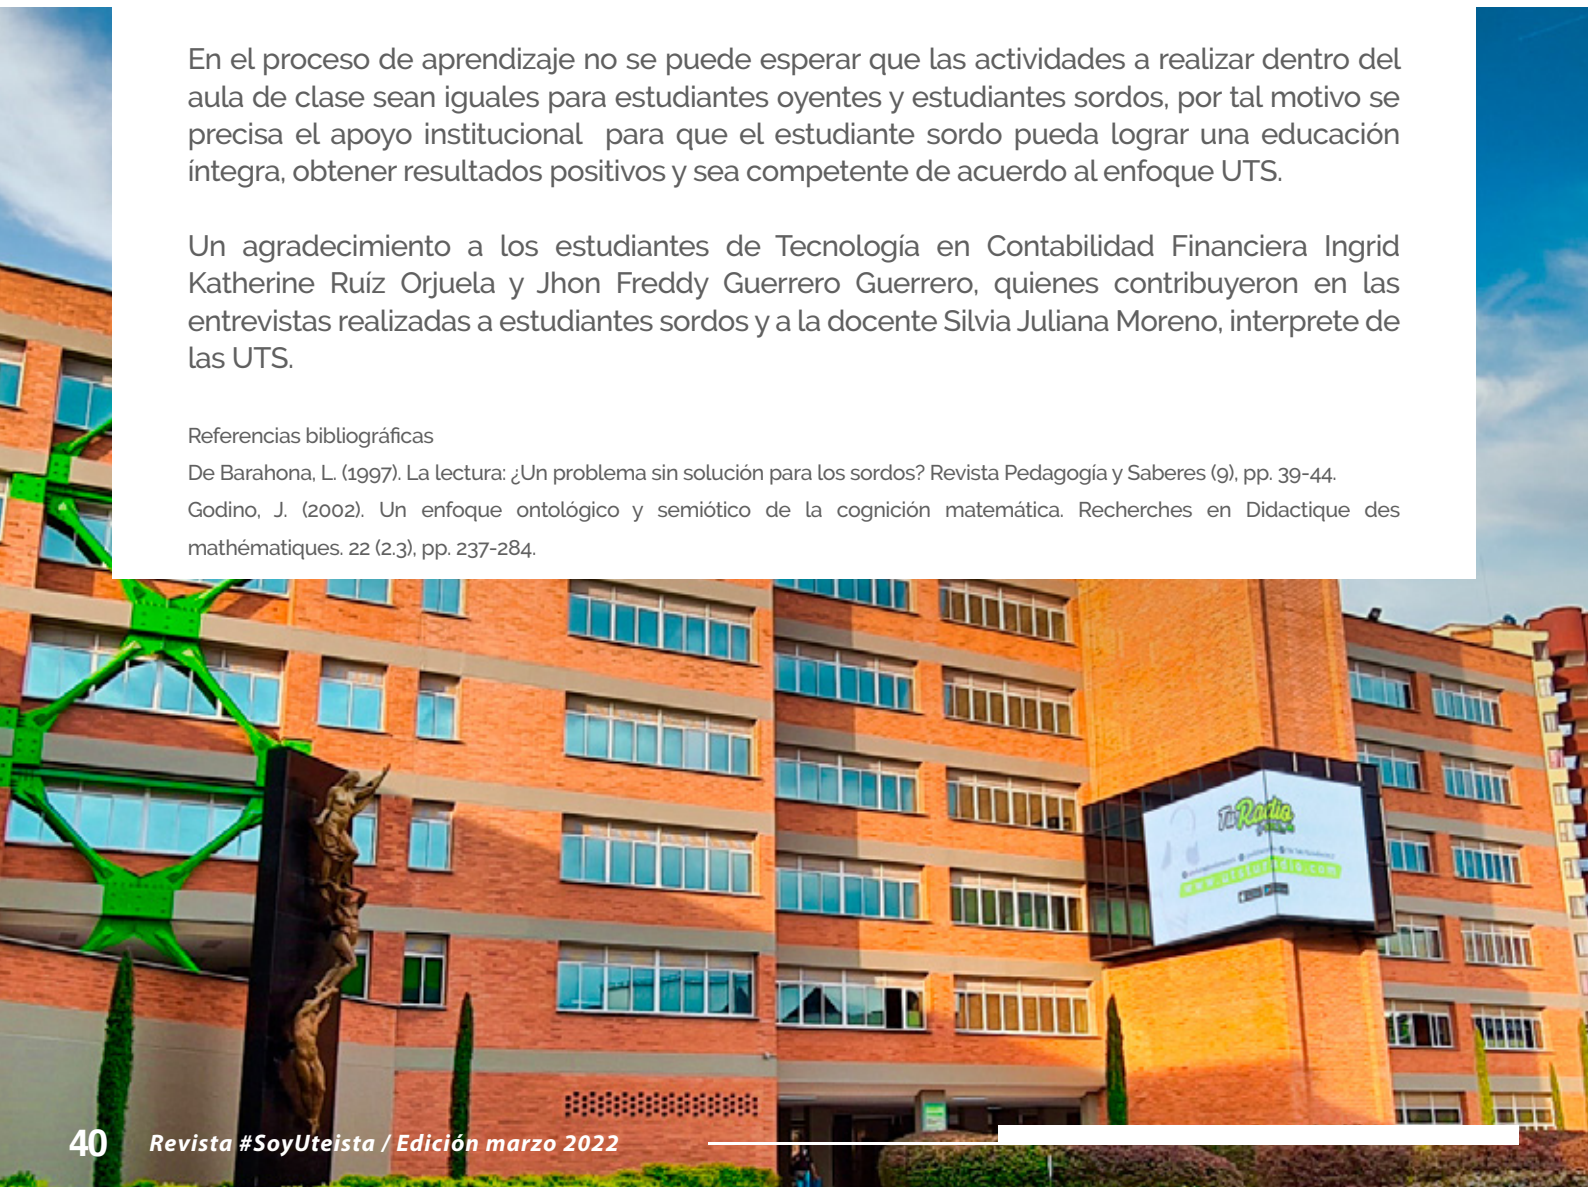 En el proceso de aprendizaje no se puede esperar que las actividades a realizar dentro del
aula de clase sean iguales para estudiantes oyentes y estudiantes sordos, por tal motivo se
precisa el apoyo institucional para que el estudiante sordo pueda lograr una educación
íntegra, obtener resultados positivos y sea competente de acuerdo al enfoque UTS.
Un agradecimiento a los estudiantes de Tecnología en Contabilidad Financiera Ingrid
Katherine Ruíz Orjuela y Jhon Freddy Guerrero Guerrero, quienes contribuyeron en las
entrevistas realizadas a estudiantes sordos y a la docente Silvia Juliana Moreno, interprete de
las UTS.
Referencias bibliográficas
De Barahona, L. (1997). La lectura: ¿Un problema sin solución para los sordos? Revista Pedagogía y Saberes (9), pp. 39-44.
Godino, J. (2002). Un enfoque ontológico y semiótico de la cognición matemática. Recherches en Didactique des
mathématiques. 22 (2.3), pp. 237-284.
Tu Radio
www.utsturadio.com
40 Revista #SoyUteista / Edición marzo 2022